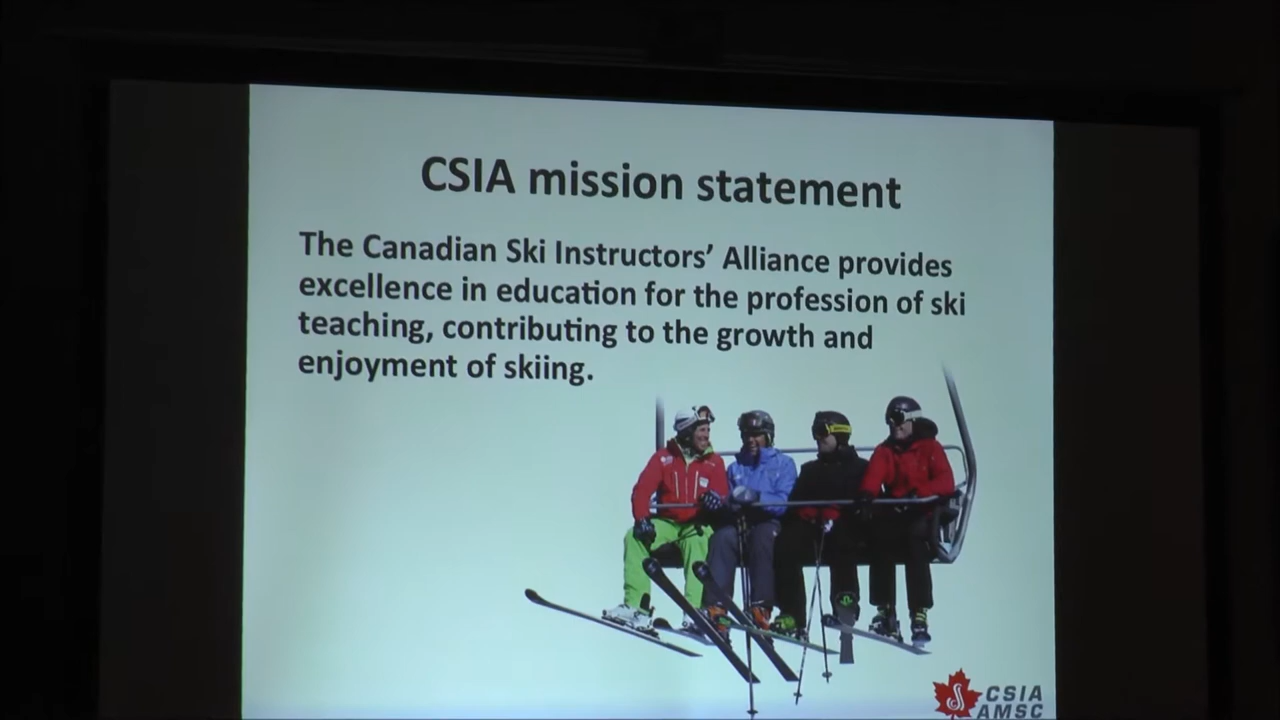 CSIA mission statement
The Canadian Ski Instructors’ Alliance provides
excellence in education for the profession of ski
teaching, contributing to the growth and
enjoyment of skiing.
CSIA
AMSC